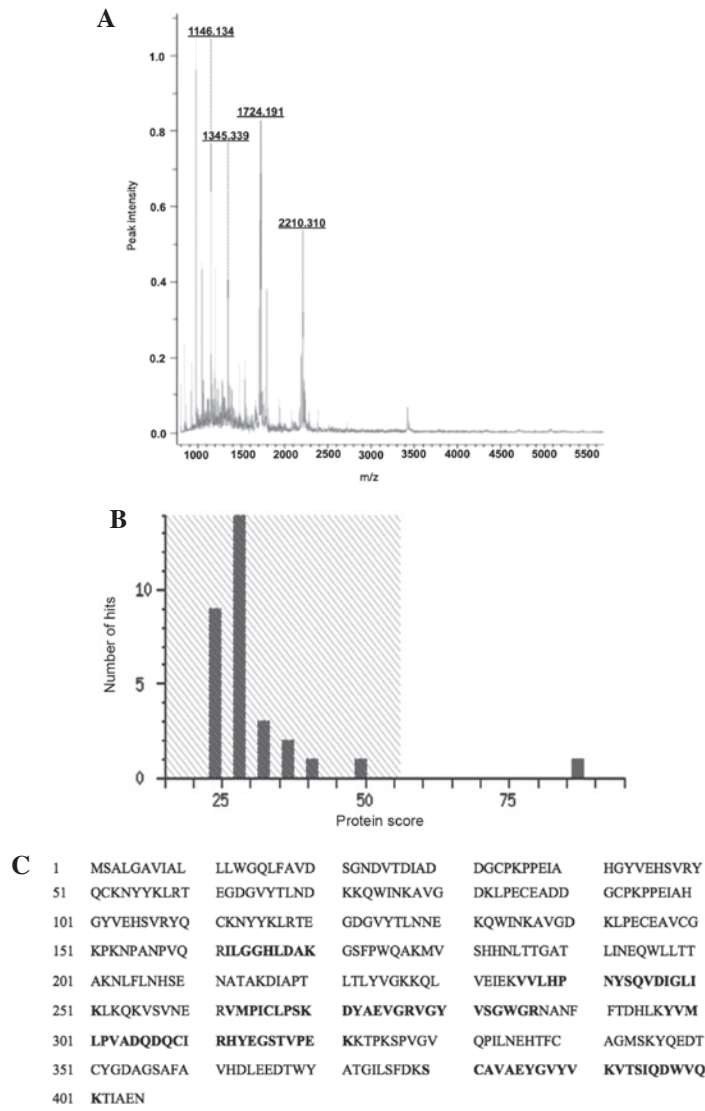 A
1146.134
1.0
1724.191
0.8
1345.339
0.6
2210.310
0.4
0.2
0.0
Peak intensity
1000 1500 2000 2500 3000 3500 4000 4500 5000 5500
m/z
B
10
5
0
Number of hits
25 50 75
Protein score
C
1 MSALGAVIAL LLWGQLFAVD SGNDVTDIAD DGCPKPPEIA HGYVEHSVRY
51 QCKNYYKLRT EGDGVYTLND KKQWINKAVG DKLPECEADD GCPKPPEIAH
101 GYVEHSVRYQ CKNYYKLRTE GDGVYTLNNE KQWINKAVGD KLPECEAVCG
151 KPKNPANPVQ RILGGHLDAK GSFPWQAKMV SHHNLTTGAT LINEQWLLTT
201 AKNLFLNHSE NATAKDIAPT LTLYVGKKQL VEIEKVVLHP NYSQVDIGLI
251 KLKQKVSVNE RVMPICLPSK DYAEVGRVGY VSGWGRNANF FTDHLKYVM
301 LPVADQDQCI RHYEGSTVPE KKTPKSPVGV QPILNEHTFC AGMSKYQEDT
351 CYGDAGSAFA VHDLEEDTWY ATGILSFDKS CAVAEYGVYV KVTSIQDWVQ
401 KTIAEN